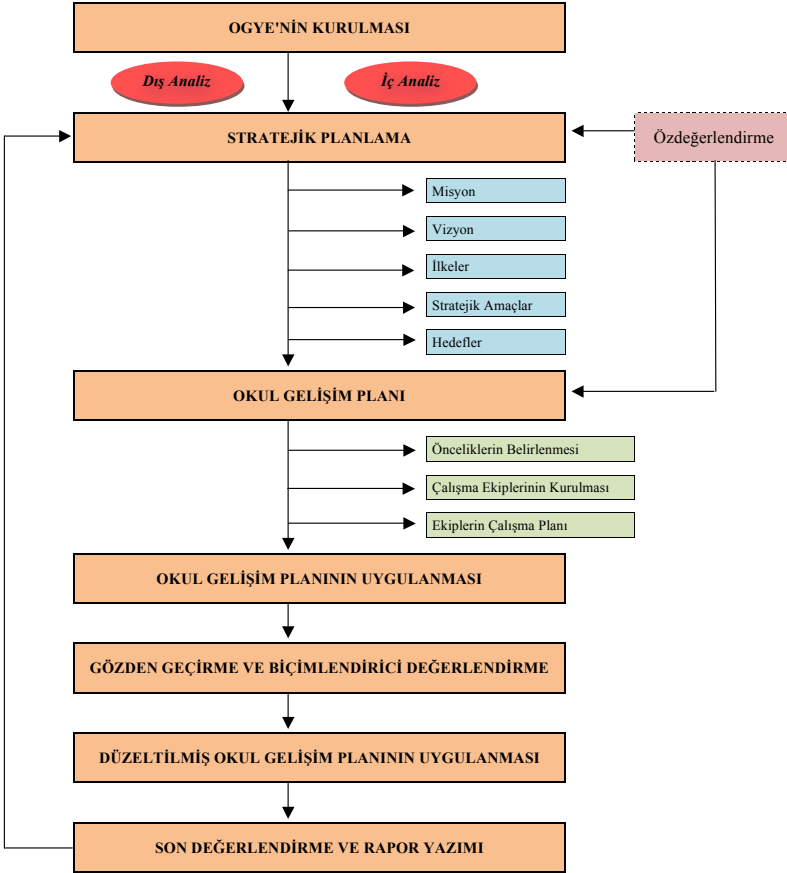 OGYE'NİN KURULMASI
Dış Analiz
İç Analiz
STRATEJİK PLANLAMA
Özdeğerlendirme
Misyon
Vizyon
İlkeler
Stratejik Amaçlar
Hedefler
OKUL GELİŞİM PLANI
Önceliklerin Belirlenmesi
Çalışma Ekiplerinin Kurulması
Ekiplerin Çalışma Planı
OKUL GELİŞİM PLANININ UYGULANMASI
GÖZDEN GEÇİRME VE BİÇİMLENDİRİCİ DEĞERLENDİRME
DÜZELTİLMİŞ OKUL GELİŞİM PLANININ UYGULANMASI
SON DEĞERLENDİRME VE RAPOR YAZIMI